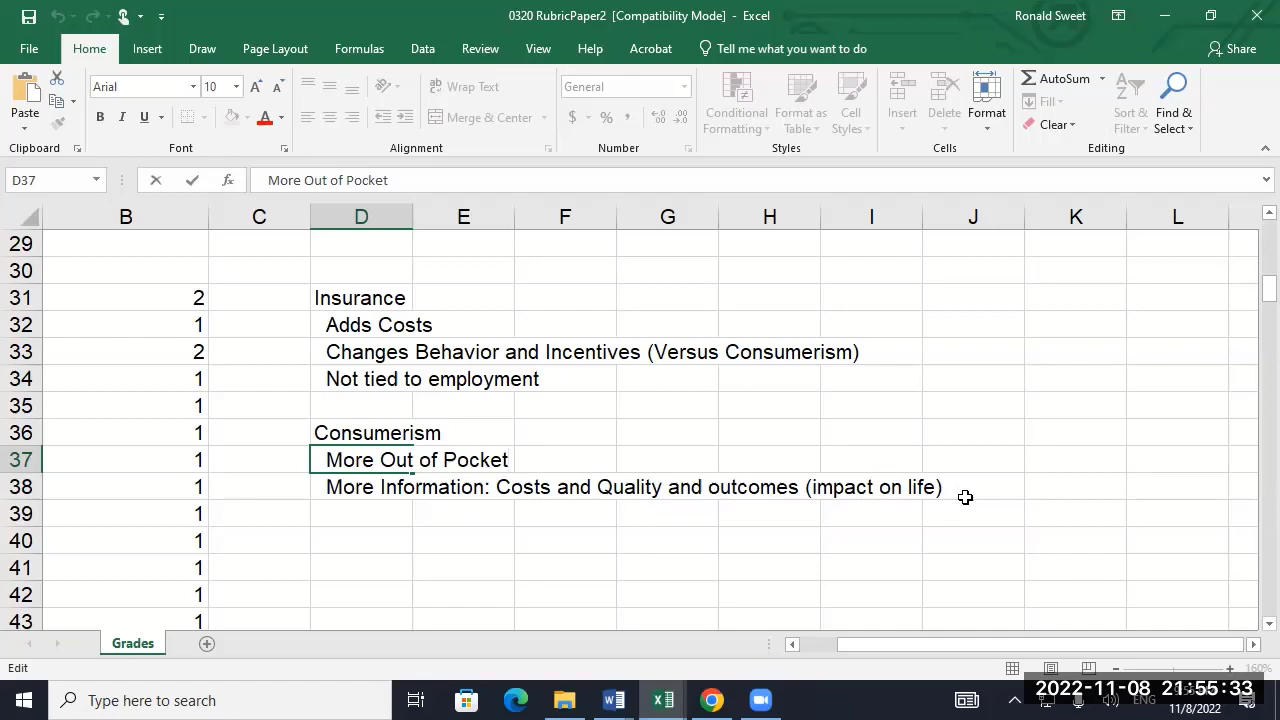 0320 RubricPaper2 [Compatibility Mode] - Excel
Ronald Sweet
File Home Insert Draw Page Layout Formulas Data Review View Help Acrobat Tell me what you want to do Share
Arial 10 Wrap Text General AutoSum
Fill
Paste B I U Merge & Center $ % Conditional Formatting Format as Table Cell Styles Insert Delete Format Clear Sort & Filter Find & Select
Clipboard Font Alignment Number Styles Cells Editing
D37 fx More Out of Pocket
B C D E F G H I J K L
29
30
31 2 Insurance
32 1 Adds Costs
33 2 Changes Behavior and Incentives (Versus Consumerism)
34 1 Not tied to employment
35 1
36 1 Consumerism
37 1 More Out of Pocket
38 1 More Information: Costs and Quality and outcomes (impact on life)
39 1
40 1
41 1
42 1
43 1
Grades
Edit 160%
2022-11-08 21:55:33
Type here to search ENG
11/8/2022